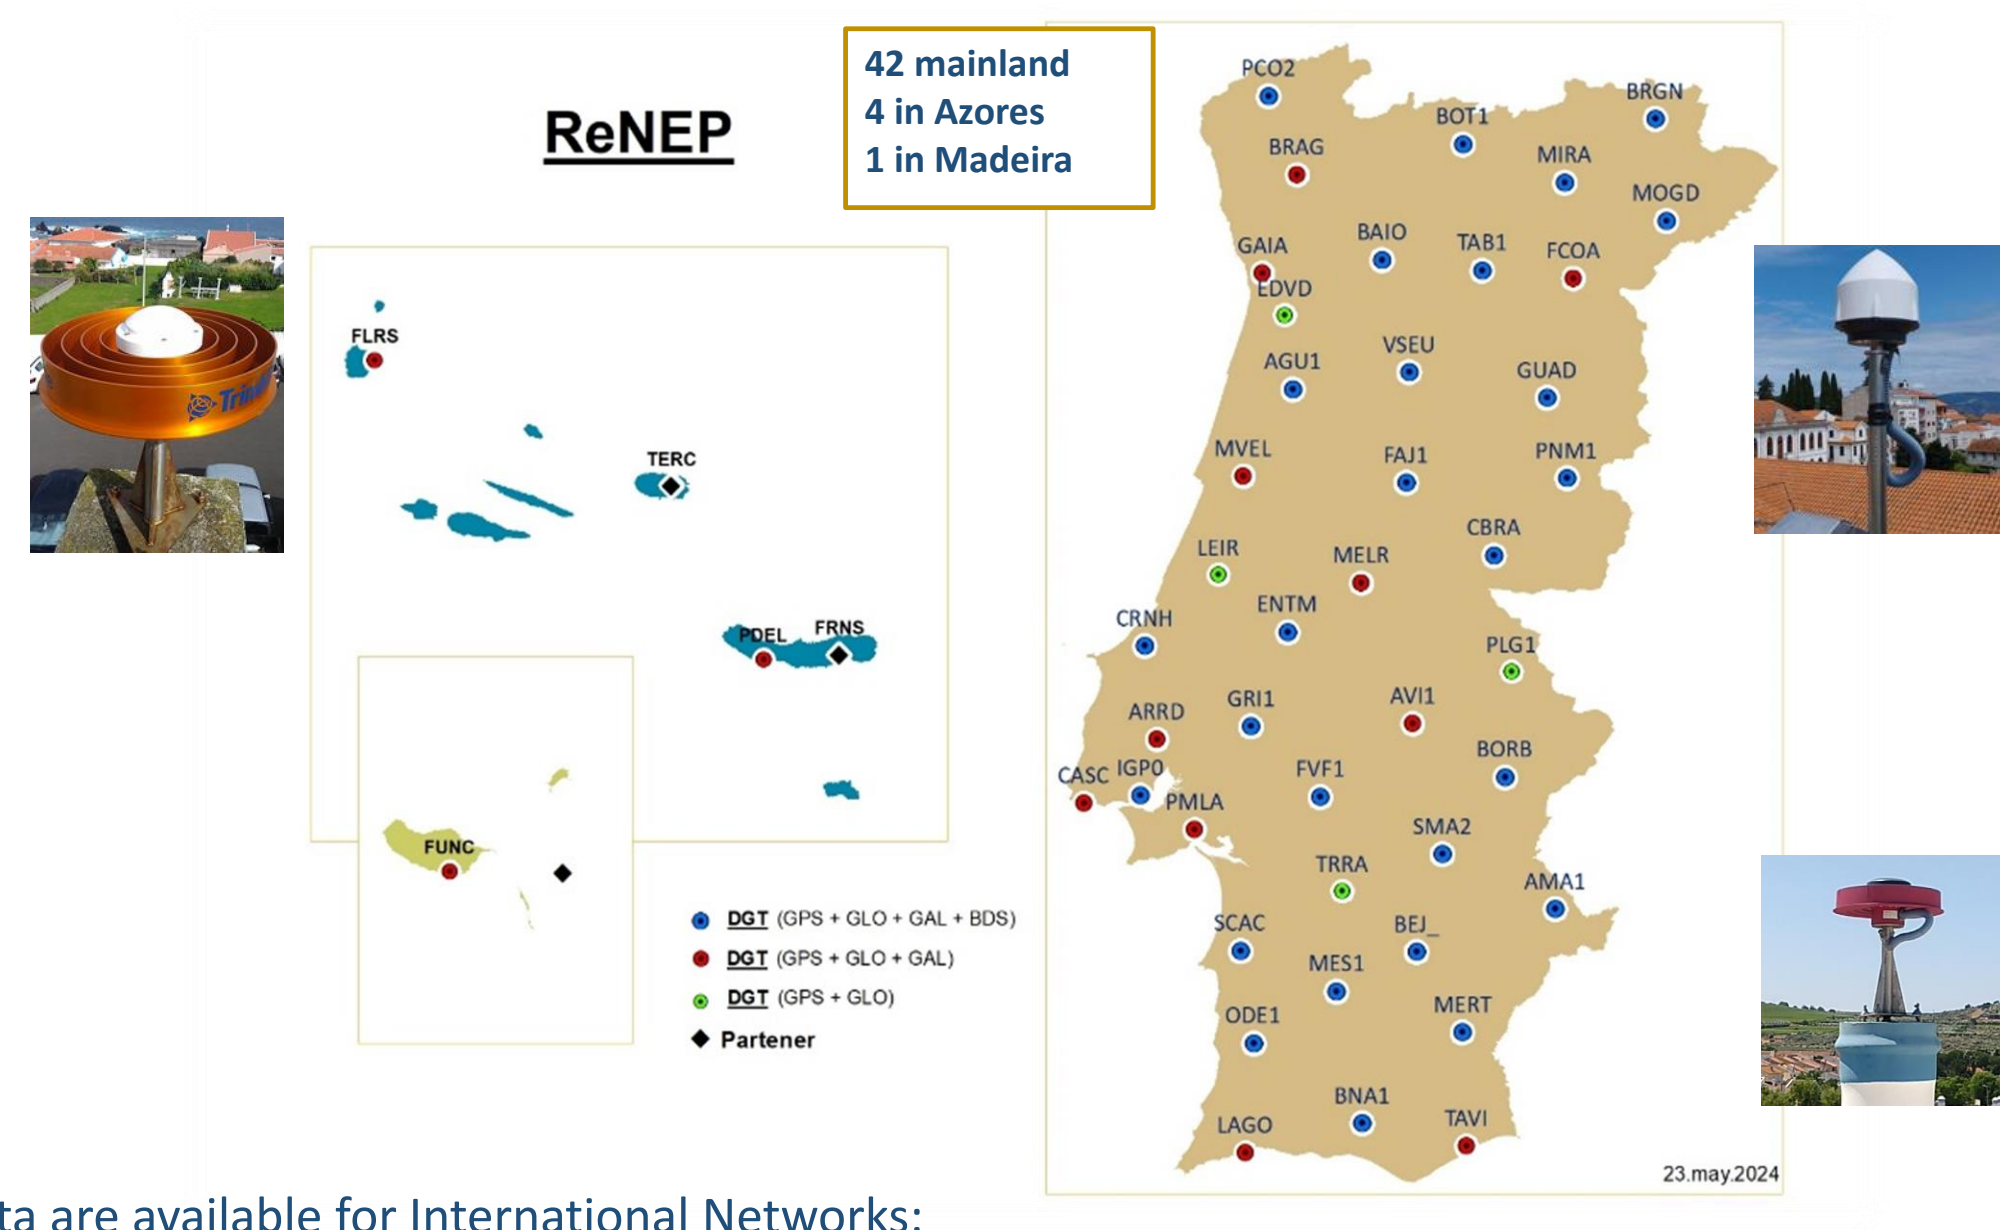 42 mainland
4 in Azores
1 in Madeira
ReNEP
PCO2
BRGN
BOT1
BRAG
MIRA
MOGD
BAIO
TAB1
GAIA
FCOA
EDVD
FLRS
VSEU
AGU1
GUAD
MVEL
FAJ1
PNM1
TERC
CBRA
LEIR
MELR
ENTM
CRNH
PDEL
FRNS
PLG1
GRI1
AVI1
ARRD
BORB
CASC
IGP0
FVF1
PMLA
SMA2
FUNC
TRRA
AMA1
SCAC
BEJ_
MES1
MERT
ODE1
BNA1
LAGO
TAVI
DGT (GPS + GLO + GAL + BDS)
DGT (GPS + GLO + GAL)
DGT (GPS + GLO)
Partener
23.may.2024
ta are available for International Networks: